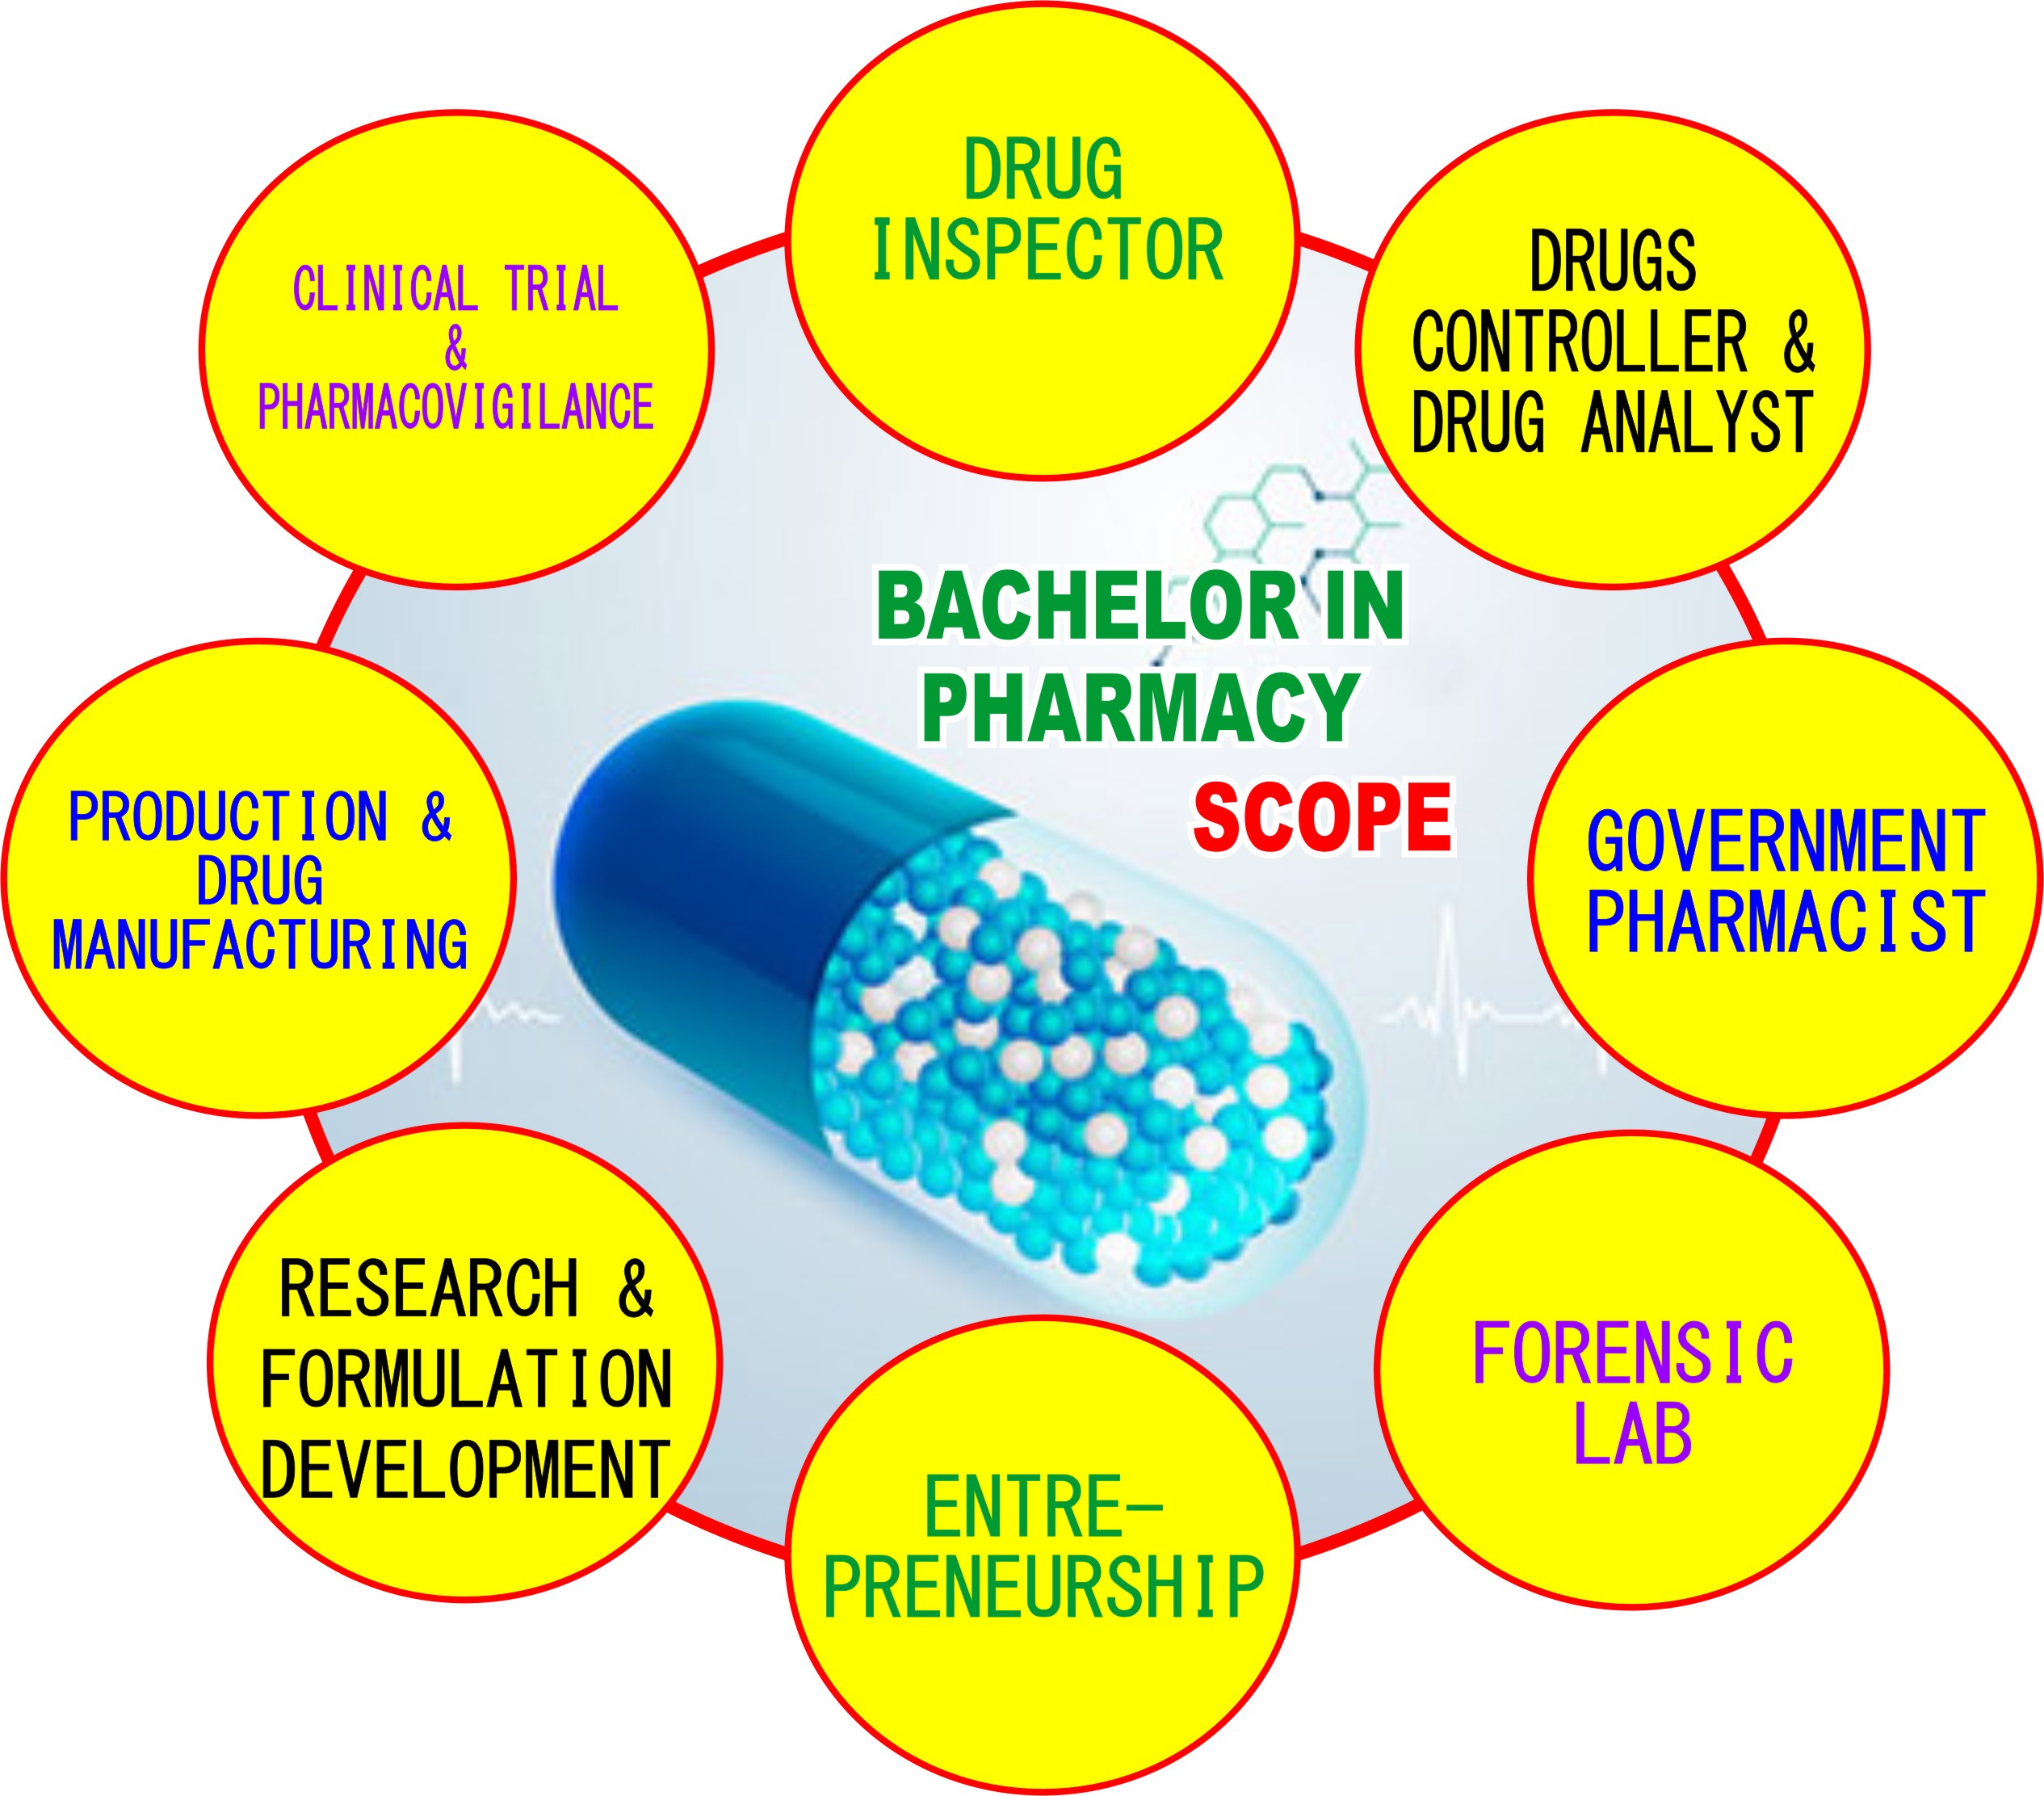 DRUG
INSPECTOR
DRUGS
CONTROLLER &
DRUG ANALYST
GOVERNMENT
PHARMACIST
FORENSIC
LAB
ENTRE-
PRENEURSHIP
RESEARCH &
FORMULATION
DEVELOPMENT
PRODUCTION &
DRUG
MANUFACTURING
CLINICAL TRIAL
&
PHARMACOVIGILANCE
BACHELOR IN
PHARMACY
SCOPE